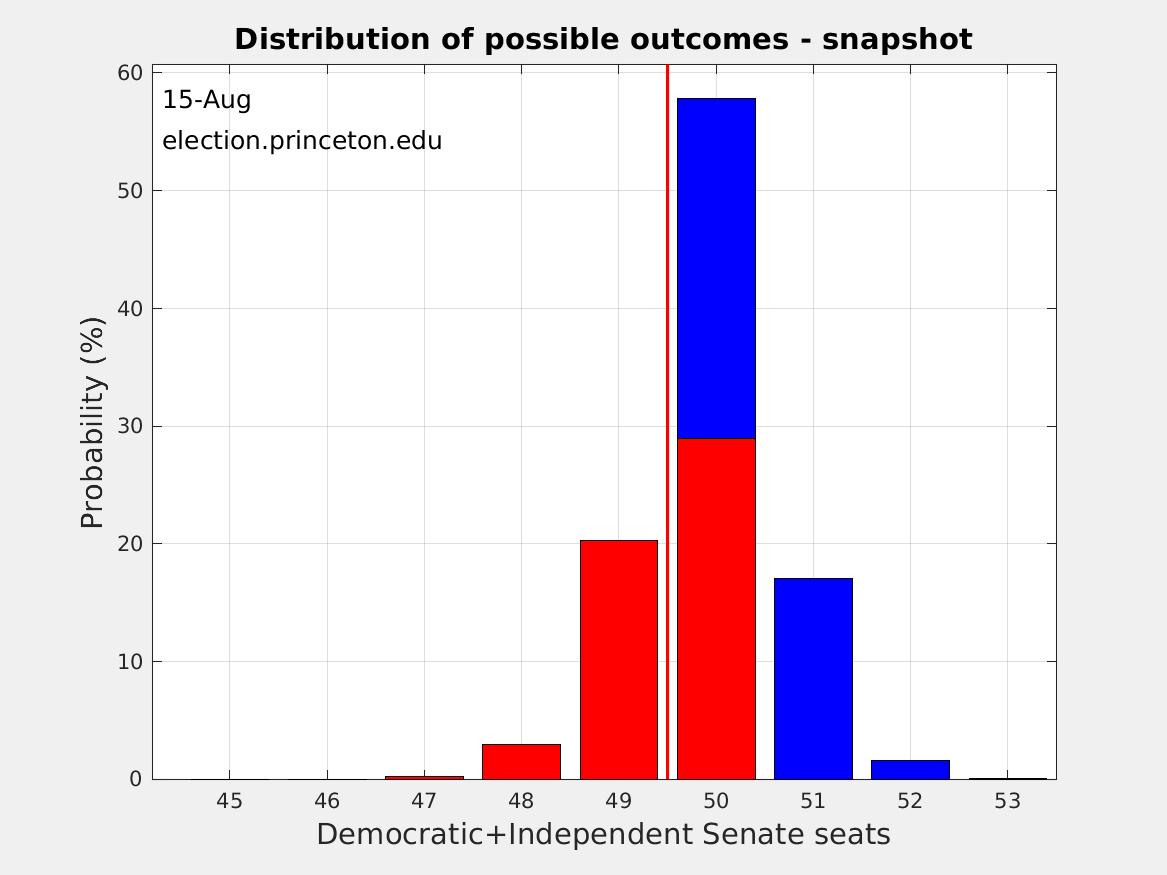 Distribution of possible outcomes - snapshot
15-Aug
election.princeton.edu
60
50
40
30
20
10
0
Probability (%)
45 46 47 48 49 50 51 52 53
Democratic+Independent Senate seats